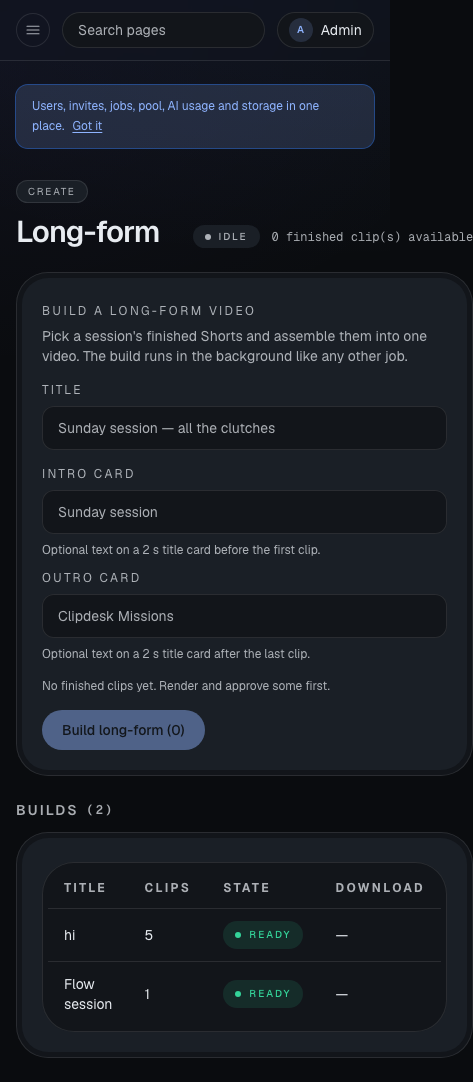 Search pages
A Admin
Users, invites, jobs, pool, AI usage and storage in one
place. Got it
CREATE
Long-form
IDLE
0 finished clip(s) available
BUILD A LONG-FORM VIDEO
Pick a session's finished Shorts and assemble them into one
video. The build runs in the background like any other job.
TITLE
Sunday session — all the clutches
INTRO CARD
Sunday session
Optional text on a 2 s title card before the first clip.
OUTRO CARD
Clipdesk Missions
Optional text on a 2 s title card after the last clip.
No finished clips yet. Render and approve some first.
Build long-form (0)
BUILDS (2)
TITLE CLIPS STATE DOWNLOAD
hi 5 READY —
Flow
session 1 READY —